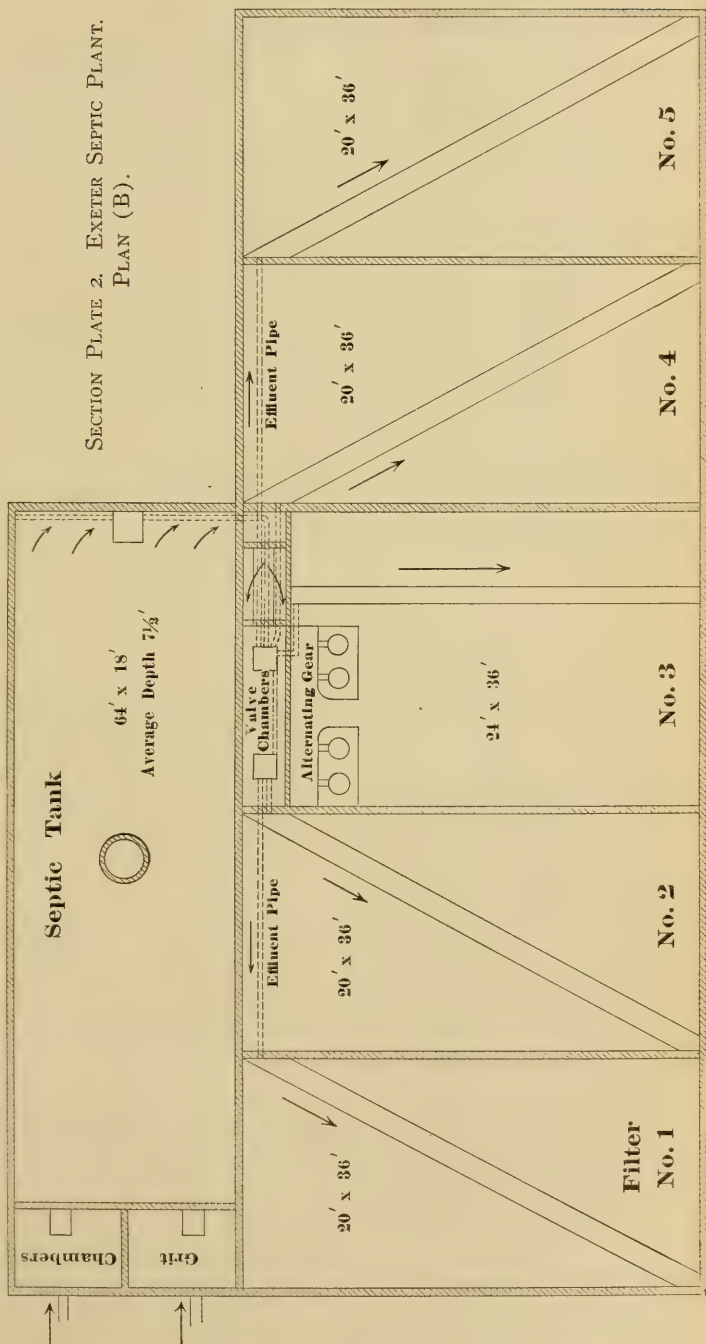 SECTION PLATE 2. EXETER SEPTIC PLANT.
PLAN (B).
Septic Tank
64' x 18'
Average Depth 7½'
Grit
Chambers
Valve
Chambers
Alternating Gear
Effluent Pipe
Effluent Pipe
20' x 36'
Filter
No. 1
20' x 36'
No. 2
24' x 36'
No. 3
20' x 36'
No. 4
20' x 36'
No. 5